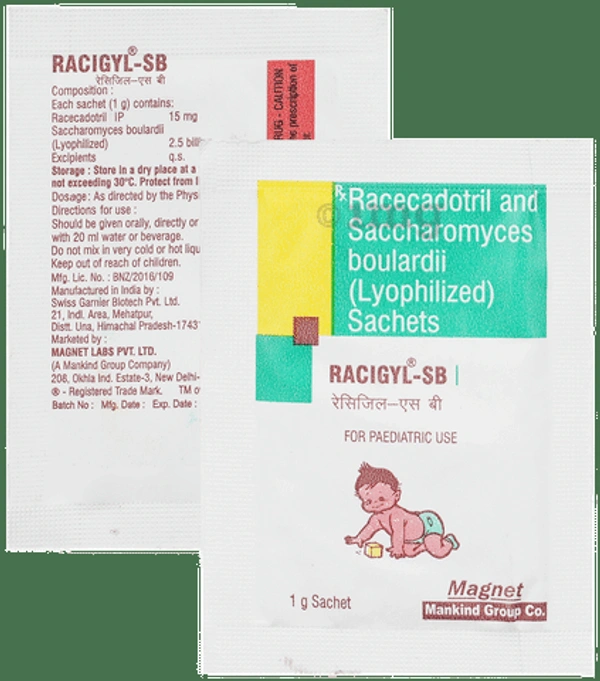 RACIGYL®-SB
रेसिजिल-एस बी
Composition :
Each sachet (1 g) contains:
Racecadotril IP 15 mg
Saccharomyces boulardii
(Lyophilized) 2.5
Excipients q.s.
Storage : Store in a dry place at a
not exceeding 30°C. Protect from
Dosage: As directed by the
Directions for use :
Should be given orally, directly or
with 20 ml water or beverage.
Do not mix in very cold or hot
Keep out of reach of children.
Mfg. Lic. No. : BNZ/2016/109
Manufactured in India by :
Swiss Garnier Biotech Pvt. Ltd.
21, Indl. Area, Mehatpur,
Distt. Una, Himachal Pradesh-1743
Marketed by :
MAGNET LABS PVT. LTD.
(A Mankind Group Company)
208, Okhla Ind. Estate-3, New Delhi-
® - Registered Trade Mark. TM
Batch No : Mfg. Date : Exp. Date :
CAUTION
prescription of
Rx Racecadotril and
Saccharomyces
boulardii
(Lyophilized)
Sachets
RACIGYL®-SB
रेसिजिल-एस बी
FOR PAEDIATRIC USE
1 g Sachet
Magnet
Mankind Group Co.